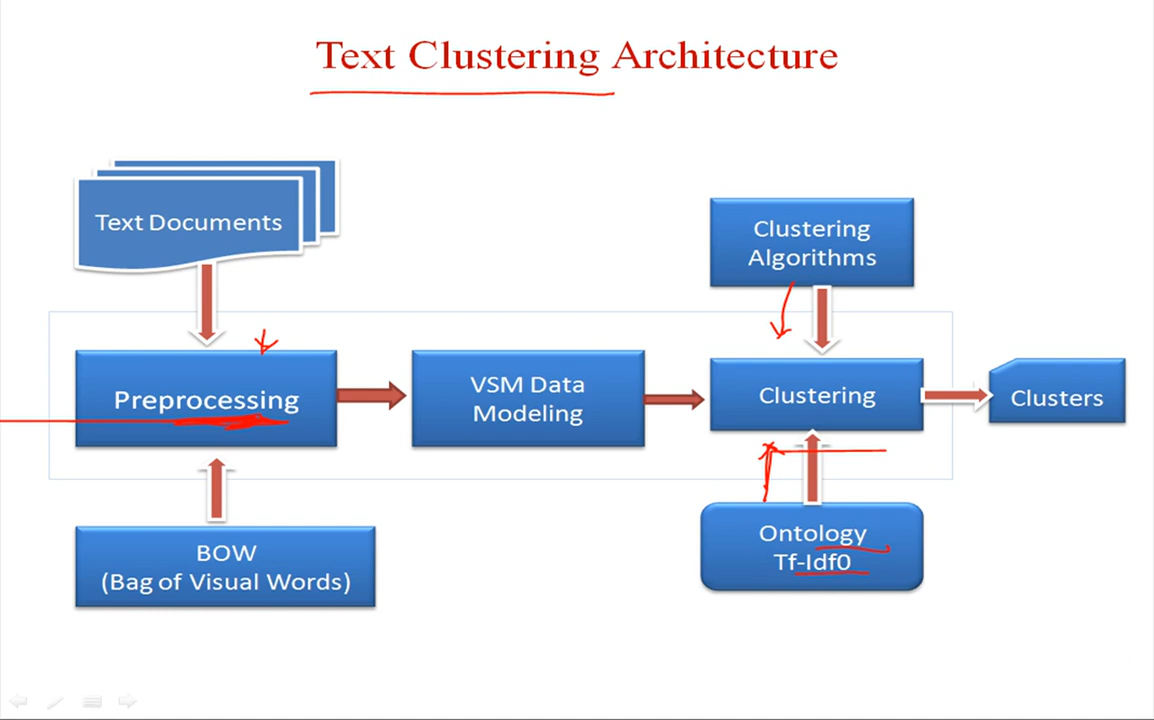 Text Clustering Architecture
Text Documents
Clustering
Algorithms
Preprocessing
VSM Data
Modeling
Clustering
Clusters
BOW
(Bag of Visual Words)
Ontology
Tf-Idf0